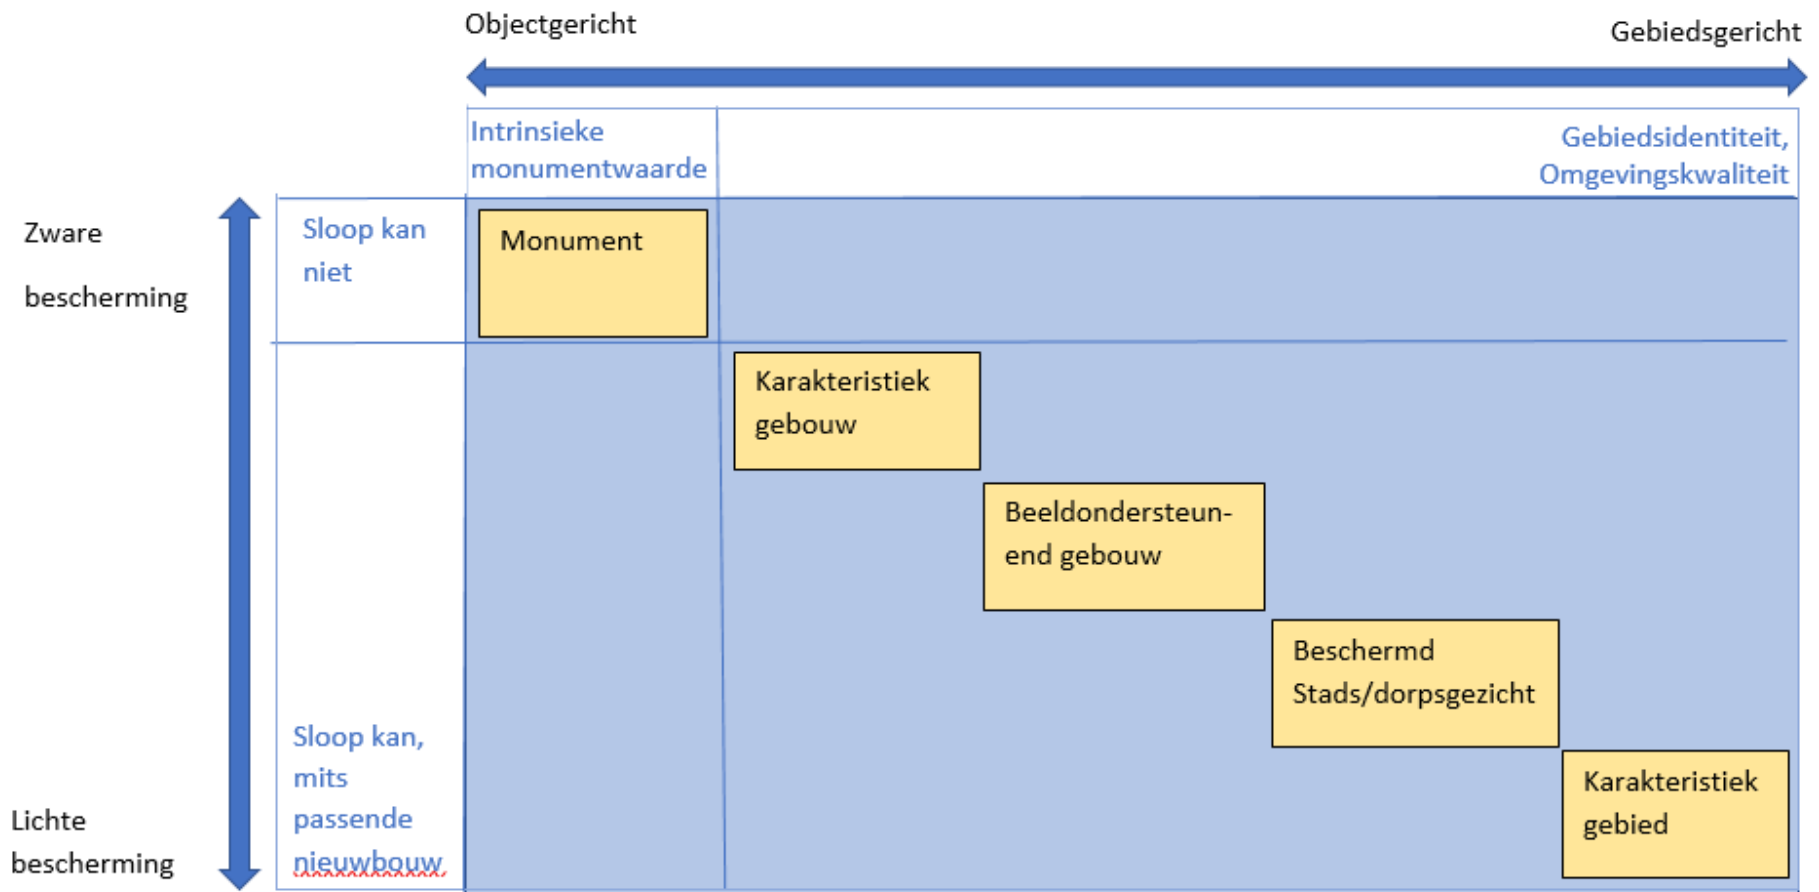 Objectgericht
Gebiedsgericht
Intrinsieke
monumentwaarde
Gebiedsidentiteit,
Omgevingskwaliteit
Zware
bescherming
Sloop kan
niet
Monument
Karakteristiek
gebouw
Beeldondersteun-
end gebouw
Beschermd
Stads/dorpsgezicht
Sloop kan,
mits
passende
nieuwbouw
Karakteristiek
gebied
Lichte
bescherming